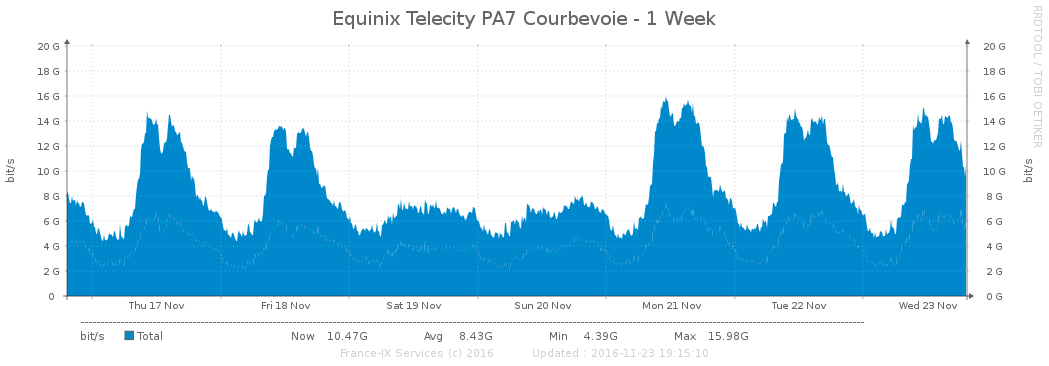 Equinix Telecity PA7 Courbevoie - 1 Week
RRDTOOL / TOBI OETIKER
bit/s
20 G 20 G
18 G 18 G
16 G 16 G
14 G 14 G
12 G 12 G
10 G 10 G
8 G 8 G
6 G 6 G
4 G 4 G
2 G 2 G
0 0 G
bit/s
Thu 17 Nov Fri 18 Nov Sat 19 Nov Sun 20 Nov Mon 21 Nov Tue 22 Nov Wed 23 Nov
bit/s Total Now 10.47G Avg 8.43G Min 4.39G Max 15.98G
France-IX Services (c) 2016 Updated : 2016-11-23 19:15:10